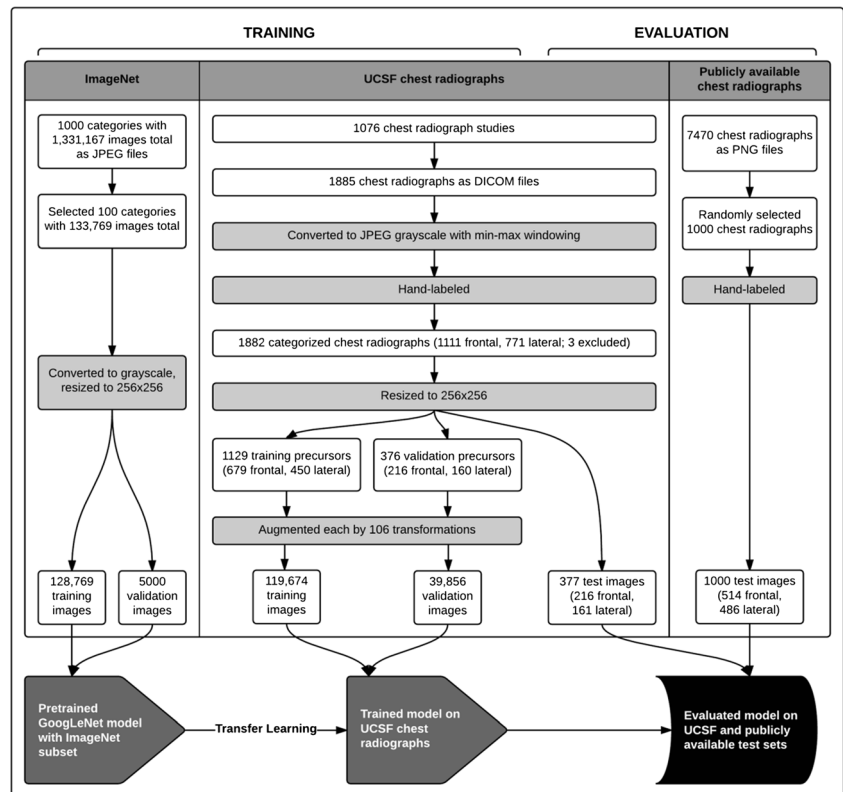 TRAINING
EVALUATION
ImageNet
UCSF chest radiographs
Publicly available
chest radiographs
1000 categories with
1,331,167 images total
as JPEG files
Selected 100 categories
with 133,769 images total
Converted to grayscale,
resized to 256x256
128,769
training
images
5000
validation
images
1076 chest radiograph studies
1885 chest radiographs as DICOM files
Converted to JPEG grayscale with min-max windowing
Hand-labeled
1882 categorized chest radiographs (1111 frontal, 771 lateral; 3 excluded)
Resized to 256x256
1129 training precursors
(679 frontal, 450 lateral)
376 validation precursors
(216 frontal, 160 lateral)
Augmented each by 106 transformations
119,674
training
images
39,856
validation
images
377 test images
(216 frontal,
161 lateral)
7470 chest radiographs
as PNG files
Randomly selected
1000 chest radiographs
Hand-labeled
1000 test images
(514 frontal,
486 lateral)
Pretrained
GoogLeNet model
with ImageNet
subset
Transfer Learning
Trained model on
UCSF chest
radiographs
Evaluated model on
UCSF and publicly
available test sets